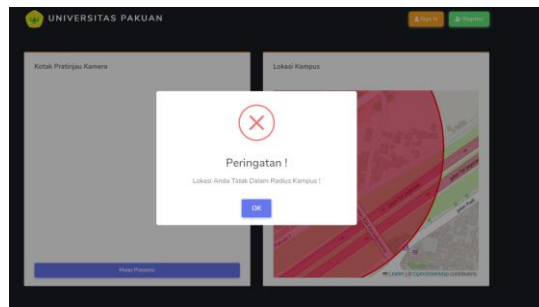 UNIVERSITAS PAKUAN
Sign In
Register
Kotak Pratinjau Kamera
Lokasi Kampus
Peringatan !
Lokasi Anda Tidak Dalam Radius Kampus !
OK
Mulai Presensi
Leaflet | © OpenStreetMap contributors